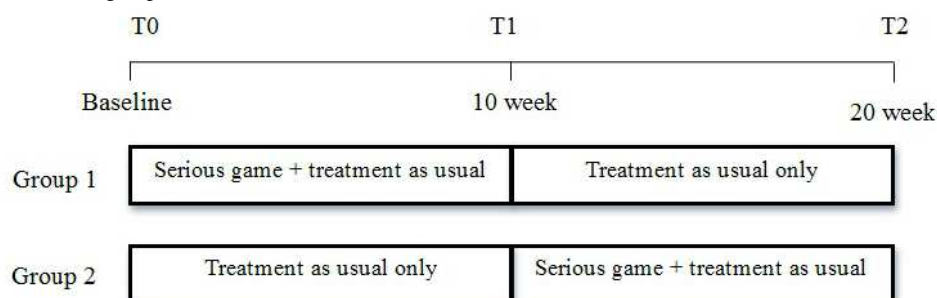 T0 T1 T2
Baseline 10 week 20 week
Group 1 Serious game + treatment as usual Treatment as usual only
Group 2 Treatment as usual only Serious game + treatment as usual